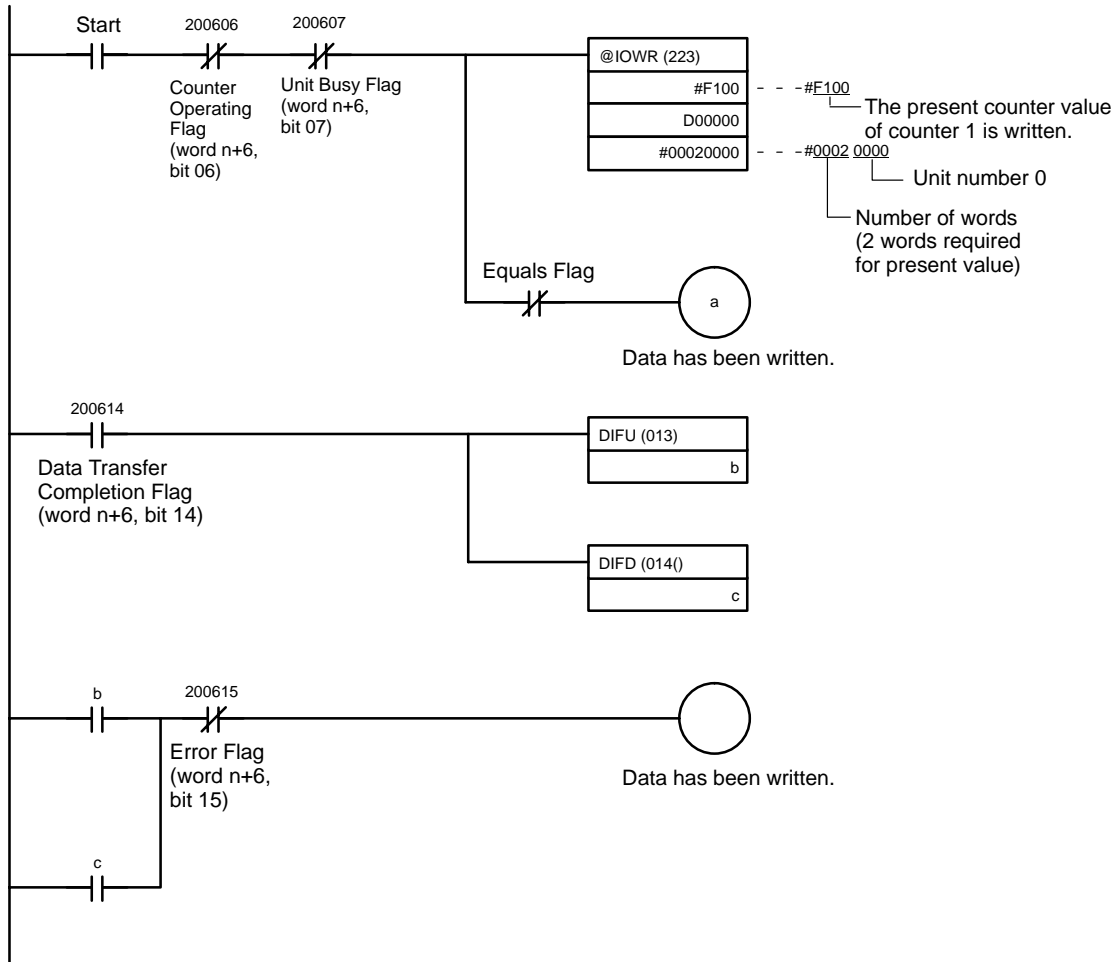 Start
200606
200607
Counter
Operating
Flag
(word n+6,
bit 06)
Unit Busy Flag
(word n+6,
bit 07)
@IOWR (223)
#F100
D00000
#00020000
- - -#F100
The present counter value
of counter 1 is written.
- - -#0002 0000
Unit number 0
Number of words
(2 words required
for present value)
Equals Flag
a
Data has been written.
200614
Data Transfer
Completion Flag
(word n+6, bit 14)
DIFU (013)
b
DIFD (014()
c
b
200615
Error Flag
(word n+6,
bit 15)
Data has been written.
c